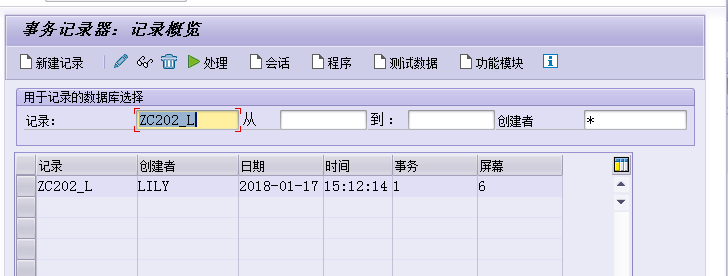 事务记录器：记录概览
新建记录 处理 会话 程序 测试数据 功能模块
用于记录的数据库选择
记录: ZC202_L 从 到： 创建者 *
记录 创建者 日期 时间 事务 屏幕
ZC202_L LILY 2018-01-17 15:12:14 1 6